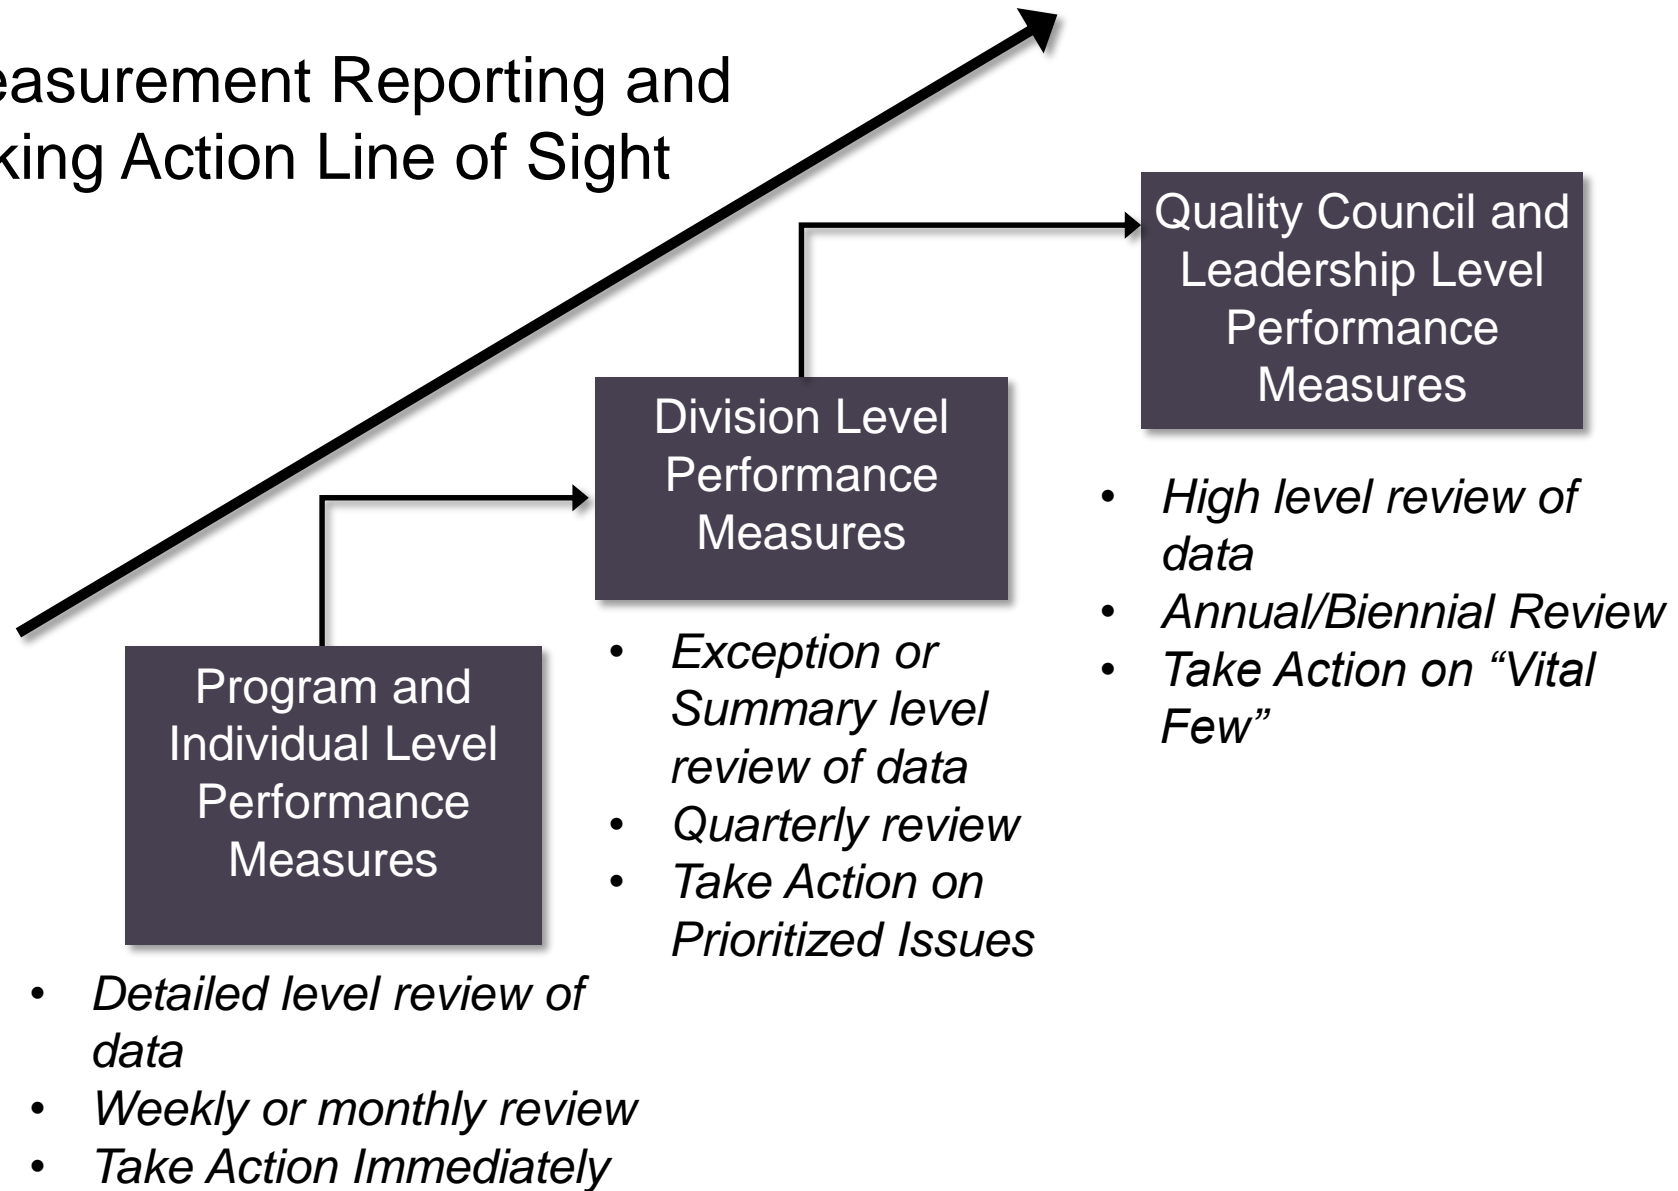 easurement Reporting and
king Action Line of Sight
Quality Council and
Leadership Level
Performance
Measures
• High level review of
data
• Annual/Biennial Review
• Take Action on “Vital
Few”
Division Level
Performance
Measures
• Exception or
Summary level
review of data
• Quarterly review
• Take Action on
Prioritized Issues
Program and
Individual Level
Performance
Measures
• Detailed level review of
data
• Weekly or monthly review
• Take Action Immediately